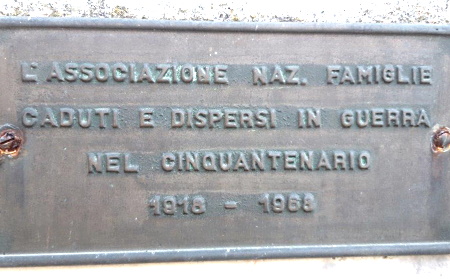 L'ASSOCIAZIONE NAZ. FAMIGLIE
CADUTI E DISPERSI IN GUERRA
NEL CINQUANTENARIO
1918 - 1968